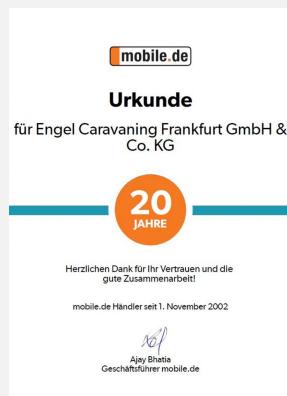 mobile.de
Urkunde
für Engel Caravaning Frankfurt GmbH &
Co. KG
20
JAHRE
Herzlichen Dank für Ihr Vertrauen und die
gute Zusammenarbeit!
mobile.de Händler seit 1. November 2002
Ajay Bhatia
Geschäftsführer mobile.de